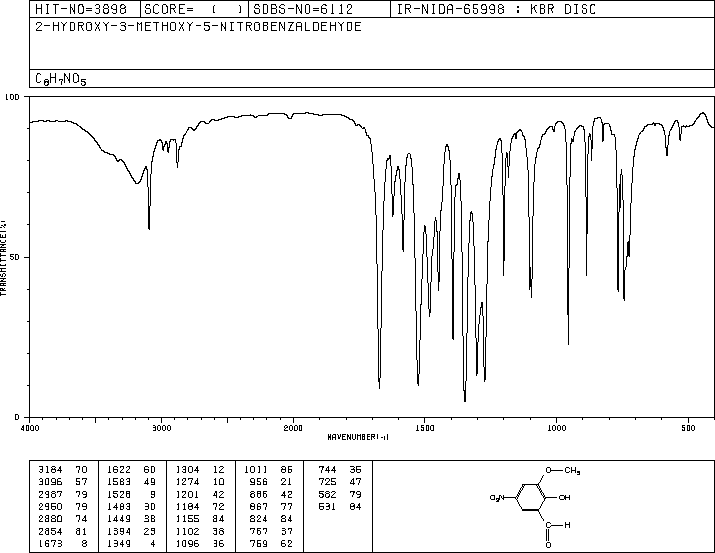 HIT-NO=3898 SCORE= ( ) SDBS-NO=6112 IR-NIDA-65998 : KBR DISC
2-HYDROXY-3-METHOXY-5-NITROBENZALDEHYDE
C8H7NO5
100
50
0
TRANSMITTANCE(%)
4000 3000 2000 1500 1000 500
WAVENUMBER(-1)
3184 70 1622 60 1304 12 1011 86 744 35
3096 57 1583 49 1274 10 956 21 725 47
2987 79 1528 9 1201 42 886 42 582 79
2950 79 1483 30 1184 72 867 77 531 84
2880 74 1449 38 1155 84 824 84
2854 81 1394 23 1102 38 767 37
1673 8 1349 4 1096 36 759 62
O-CH3
O2N
OH
C-H
O